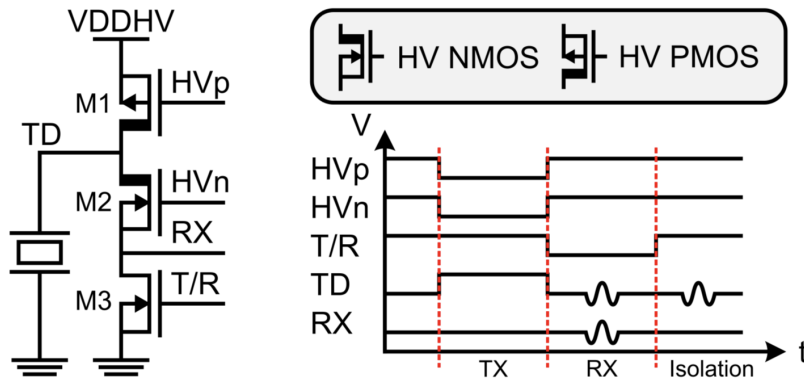 VDDHV
HVp
M1
TD
HVn
M2
RX
T/R
M3
HV NMOS
HV PMOS
V
HVp
HVn
T/R
TD
RX
t
TX
RX
Isolation